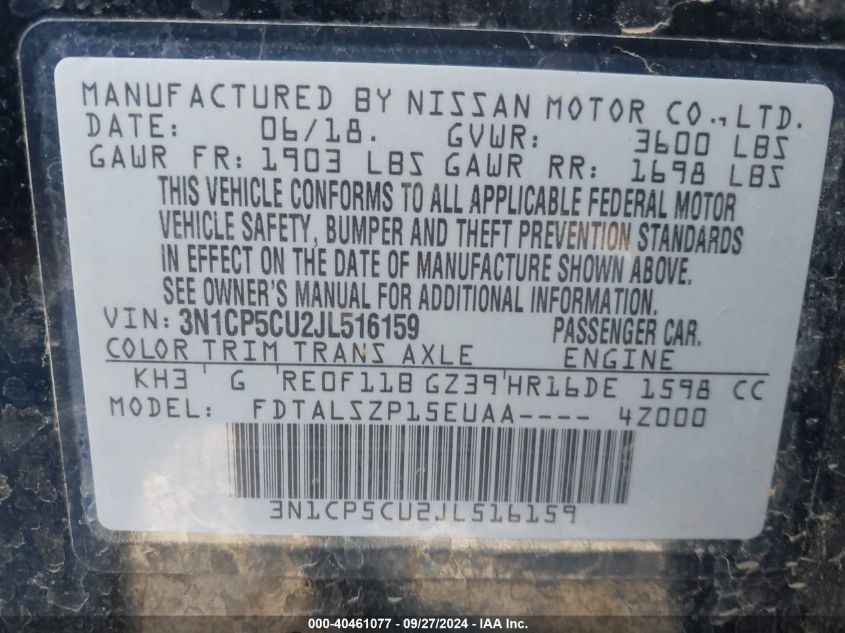 MANUFACTURED BY NISSAN MOTOR CO., LTD.
DATE: 06/18. GVWR: 3600 LBS
GAWR FR: 1903 LBS GAWR RR: 1698 LBS
THIS VEHICLE CONFORMS TO ALL APPLICABLE FEDERAL MOTOR
VEHICLE SAFETY, BUMPER AND THEFT PREVENTION STANDARDS
IN EFFECT ON THE DATE OF MANUFACTURE SHOWN ABOVE.
SEE OWNER'S MANUAL FOR ADDITIONAL INFORMATION.
VIN: 3N1CP5CU2JL516159 PASSENGER CAR.
COLOR TRIM TRANS AXLE ENGINE
KH3 ' G ' RE0F11B GZ39 ' HR16DE 1598 CC
MODEL: FDTALSZP15EUAA---- 4Z000
3N1CP5CU2JL516159
000-40461077 - 09/27/2024 - IAA Inc.